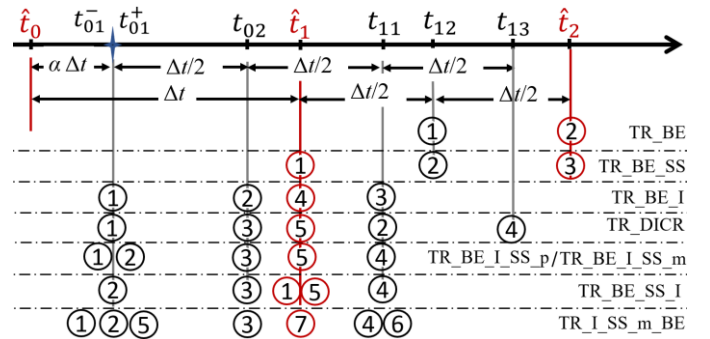 t̂₀ t₀₁⁻ t₀₁⁺ t₀₂ t̂₁ t₁₁ t₁₂ t₁₃ t̂₂
α Δt Δt/2 Δt/2 Δt/2
Δt Δt/2 Δt/2
① ② TR_BE
① ② ③ TR_BE_SS
① ② ④ ③ TR_BE_I
① ③ ⑤ ② ④ TR_DICR
① ② ③ ⑤ ④ TR_BE_I_SS_p/TR_BE_I_SS_m
② ③ ① ⑤ ④ TR_BE_SS_I
① ② ⑤ ③ ⑦ ④ ⑥ TR_I_SS_m_BE